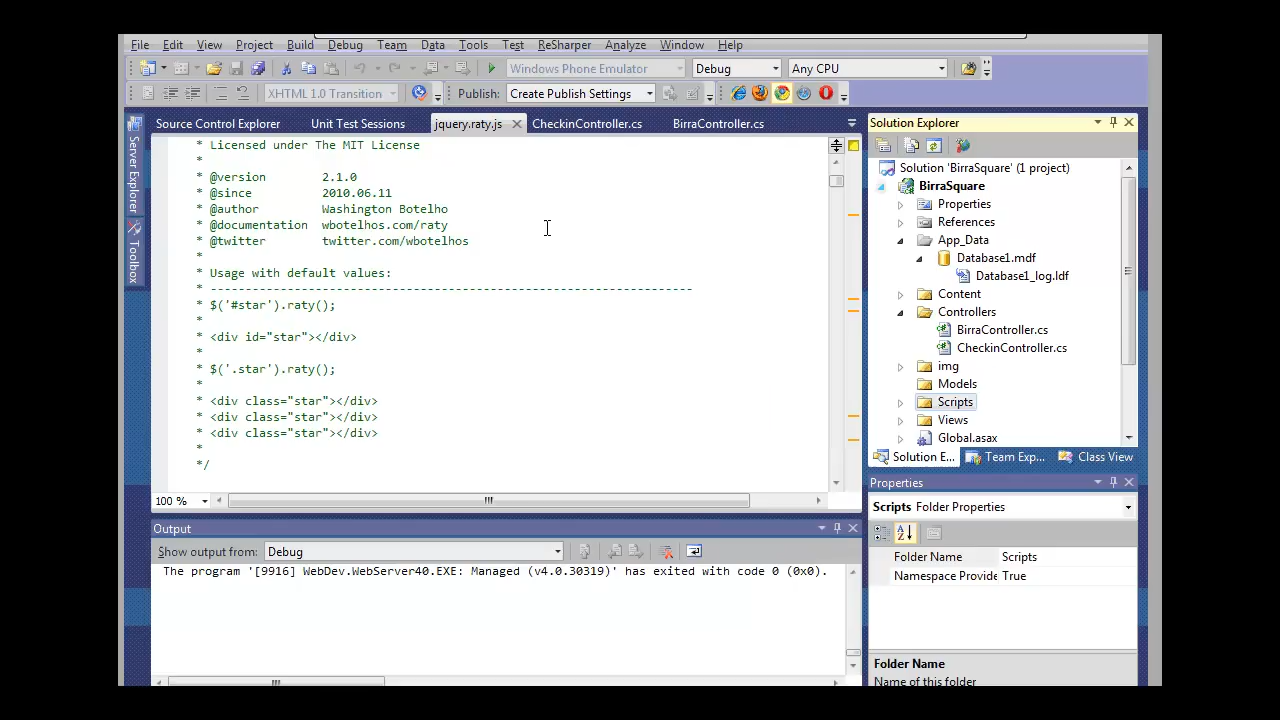 File Edit View Project Build Debug Team Data Tools Test ReSharper Analyze Window Help
Windows Phone Emulator Debug Any CPU
XHTML 1.0 Transition Publish: Create Publish Settings
Server Explorer
Toolbox
Source Control Explorer Unit Test Sessions jquery.raty.js CheckinController.cs BirraController.cs
* Licensed under The MIT License
*
* @version 2.1.0
* @since 2010.06.11
* @author Washington Botelho
* @documentation wbotelhos.com/raty
* @twitter twitter.com/wbotelhos
*
* Usage with default values:
* ---------------------------------------------------------------------
* $('#star').raty();
*
* <div id="star"></div>
*
* $('.star').raty();
*
* <div class="star"></div>
* <div class="star"></div>
* <div class="star"></div>
*
*/
100 %
Output
Show output from: Debug
The program '[9916] WebDev.WebServer40.EXE: Managed (v4.0.30319)' has exited with code 0 (0x0).
Solution Explorer
Solution 'BirraSquare' (1 project)
BirraSquare
Properties
References
App_Data
Database1.mdf
Database1_log.ldf
Content
Controllers
BirraController.cs
CheckinController.cs
img
Models
Scripts
Views
Global.asax
Solution E... Team Exp... Class View
Properties
Scripts Folder Properties
Folder Name Scripts
Namespace Provide True
Folder Name
Name of this folder